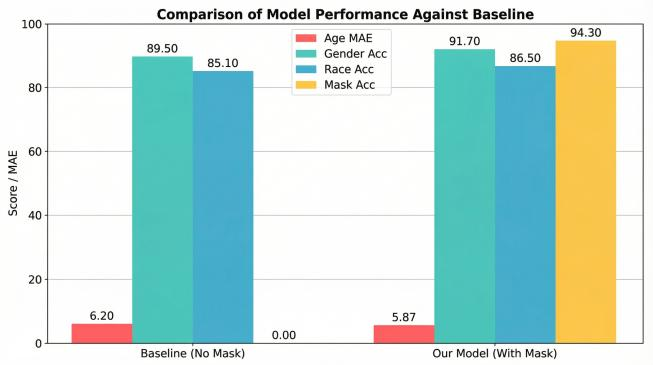 Comparison of Model Performance Against Baseline
Age MAE
Gender Acc
Race Acc
Mask Acc
Score / MAE
100
80
60
40
20
0
6.20
89.50
85.10
0.00
5.87
91.70
86.50
94.30
Baseline (No Mask)
Our Model (With Mask)